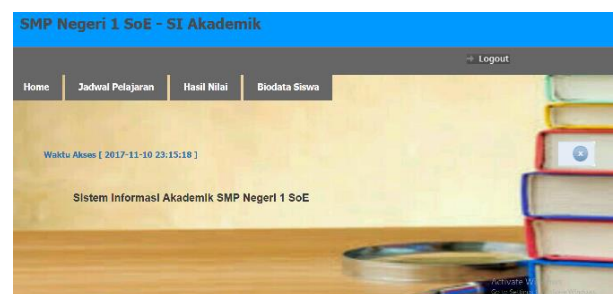 SMP Negeri 1 SoE - SI Akademik
Logout
Home Jadwal Pelajaran Hasil Nilai Biodata Siswa
Waktu Akses [ 2017-11-10 23:15:18 ]
Sistem Informasi Akademik SMP Negeri 1 SoE
Activate W